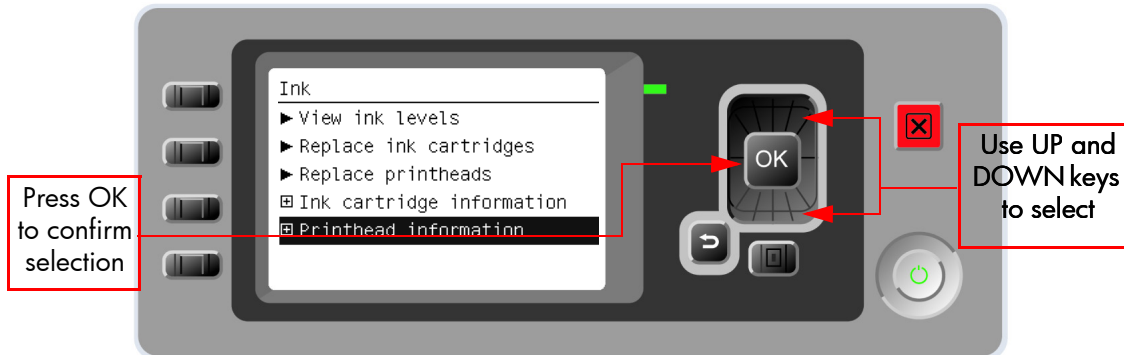 Ink
View ink levels
Replace ink cartridges
Replace printheads
Ink cartridge information
Printhead information
OK
Press OK
to confirm
selection
Use UP and
DOWN keys
to select